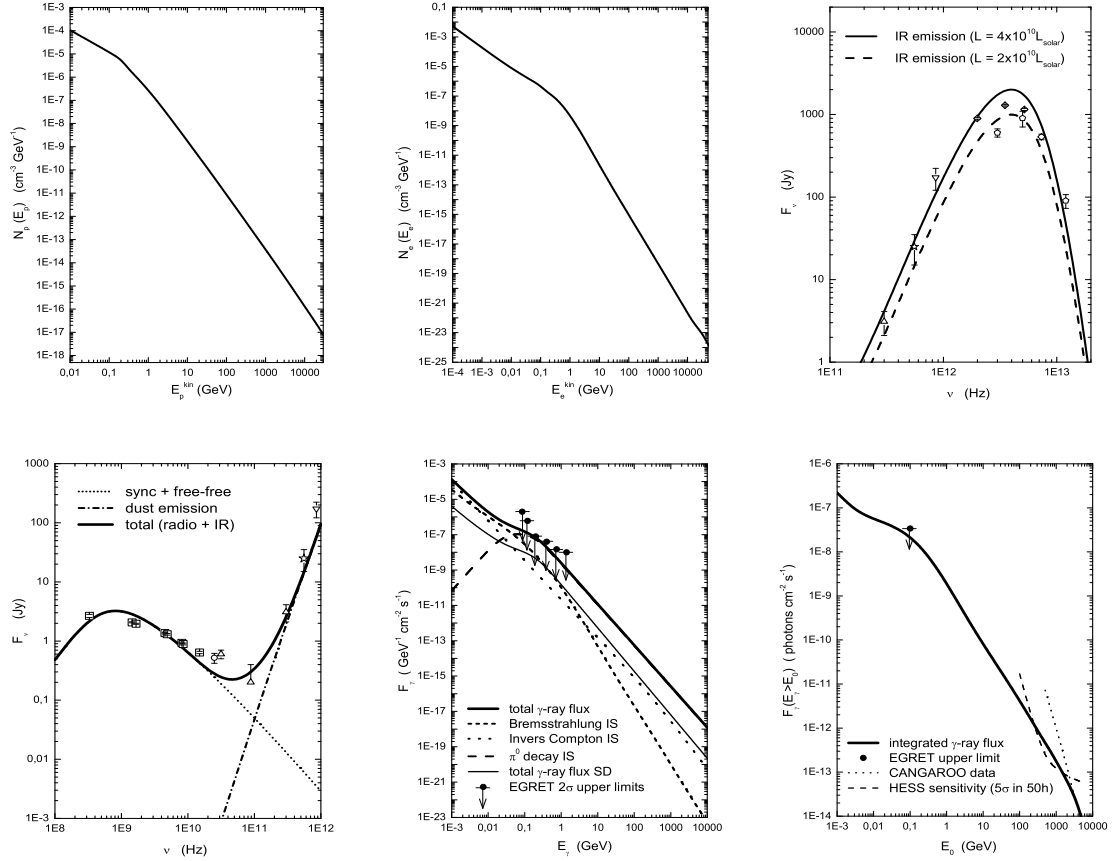 1E-3
1E-4
1E-5
1E-6
1E-7
1E-8
1E-9
1E-10
1E-11
1E-12
1E-13
1E-14
1E-15
1E-16
1E-17
1E-18
0,01 0,1 1 10 100 1000 10000
N_p(E_p) (cm^-3 GeV^-1)
E_p^kin (GeV)
0,1
1E-3
1E-5
1E-7
1E-9
1E-11
1E-13
1E-15
1E-17
1E-19
1E-21
1E-23
1E-25
1E-4 1E-3 0,01 0,1 1 10 100 1000 10000
N_e(E_e) (cm^-3 GeV^-1)
E_e^kin (GeV)
10000
1000
100
10
1
1E11 1E12 1E13
F_ν (Jy)
ν (Hz)
IR emission (L = 4x10^10L_solar)
IR emission (L = 2x10^10L_solar)
1000
100
10
1
0,1
0,01
1E-3
1E8 1E9 1E10 1E11 1E12
F_ν (Jy)
ν (Hz)
sync + free-free
dust emission
total (radio + IR)
1E-3
1E-5
1E-7
1E-9
1E-11
1E-13
1E-15
1E-17
1E-19
1E-21
1E-23
1E-3 0,01 0,1 1 10 100 1000 10000 100000
F_γ (GeV^-1 cm^-2 s^-1)
E_γ (GeV)
total γ-ray flux
Bremsstrahlung IS
Invers Compton IS
π^0 decay IS
total γ-ray flux SD
EGRET 2σ upper limits
1E-6
1E-7
1E-8
1E-9
1E-10
1E-11
1E-12
1E-13
1E-14
1E-3 0,01 0,1 1 10 100 1000 10000
F_γ(E_γ>E_0) ( photons cm^-2 s^-1)
E_0 (GeV)
integrated γ-ray flux
EGRET upper limit
CANGAROO data
HESS sensitivity (5σ in 50h)